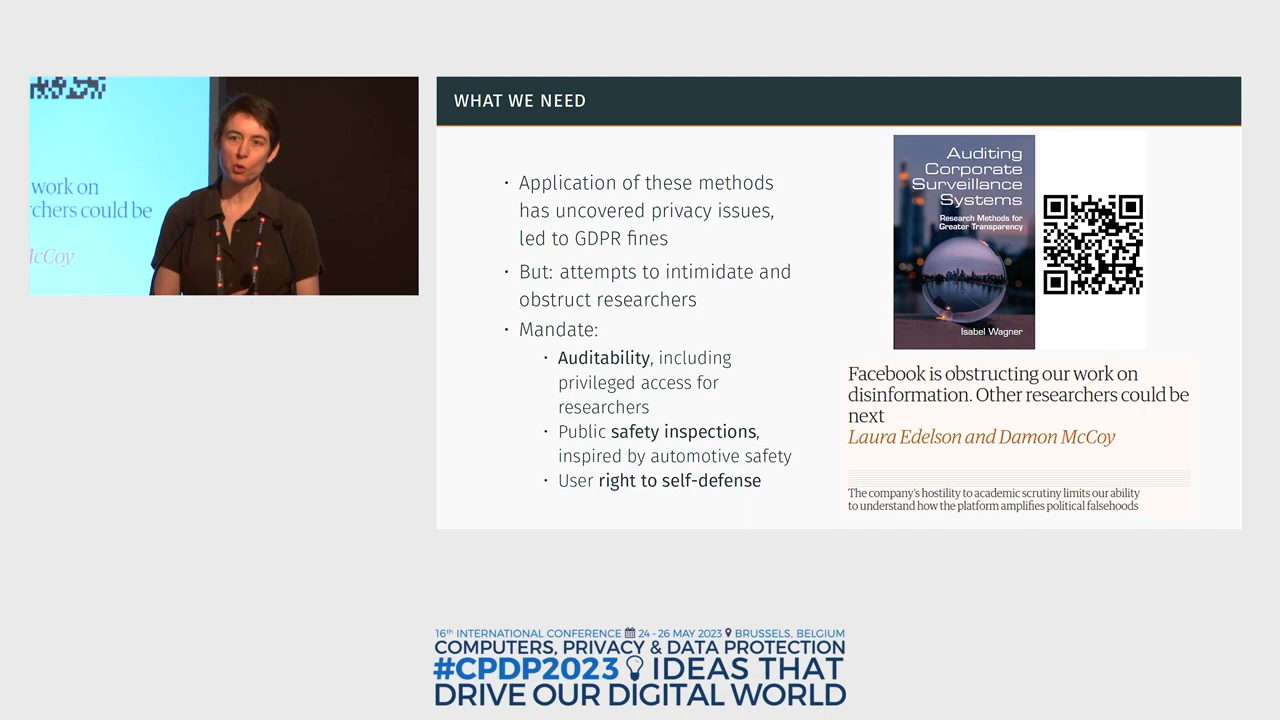 work on
rchers could be
McCoy
WHAT WE NEED
· Application of these methods
has uncovered privacy issues,
led to GDPR fines
· But: attempts to intimidate and
obstruct researchers
· Mandate:
· Auditability, including
privileged access for
researchers
· Public safety inspections,
inspired by automotive safety
· User right to self-defense
Auditing
Corporate
Surveillance
Systems
Research Methods for
Greater Transparency
Isabel Wagner
Facebook is obstructing our work on
disinformation. Other researchers could be
next
Laura Edelson and Damon McCoy
The company's hostility to academic scrutiny limits our ability
to understand how the platform amplifies political falsehoods
16th INTERNATIONAL CONFERENCE 24 - 26 MAY 2023 BRUSSELS, BELGIUM
COMPUTERS, PRIVACY & DATA PROTECTION
#CPDP2023 IDEAS THAT
DRIVE OUR DIGITAL WORLD